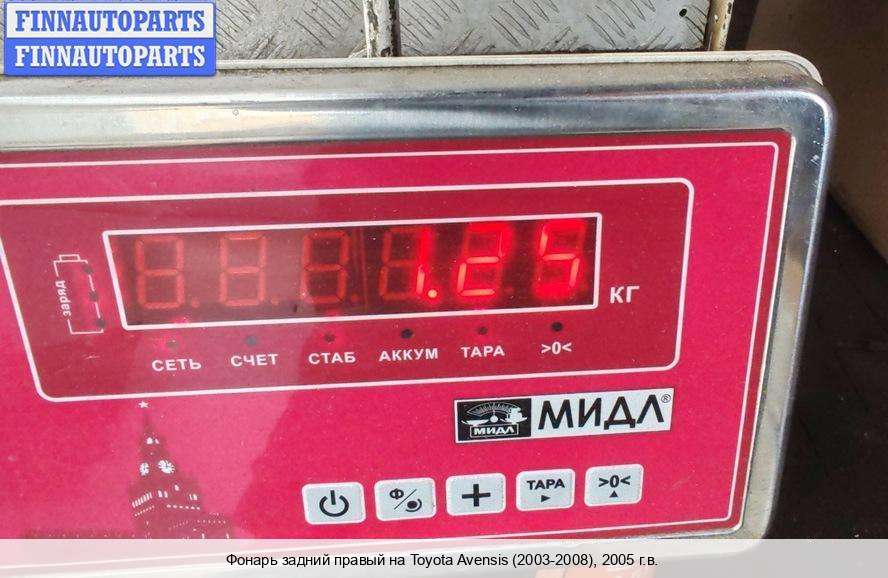 FINNAUTOPARTS
FINNAUTOPARTS
1.25
КГ
заряд
СЕТЬ СЧЕТ СТАБ АККУМ ТАРА >0<
МИДЛ МИДЛ®
Ф ТАРА >0<
Фонарь задний правый на Toyota Avensis (2003-2008), 2005 г.в.